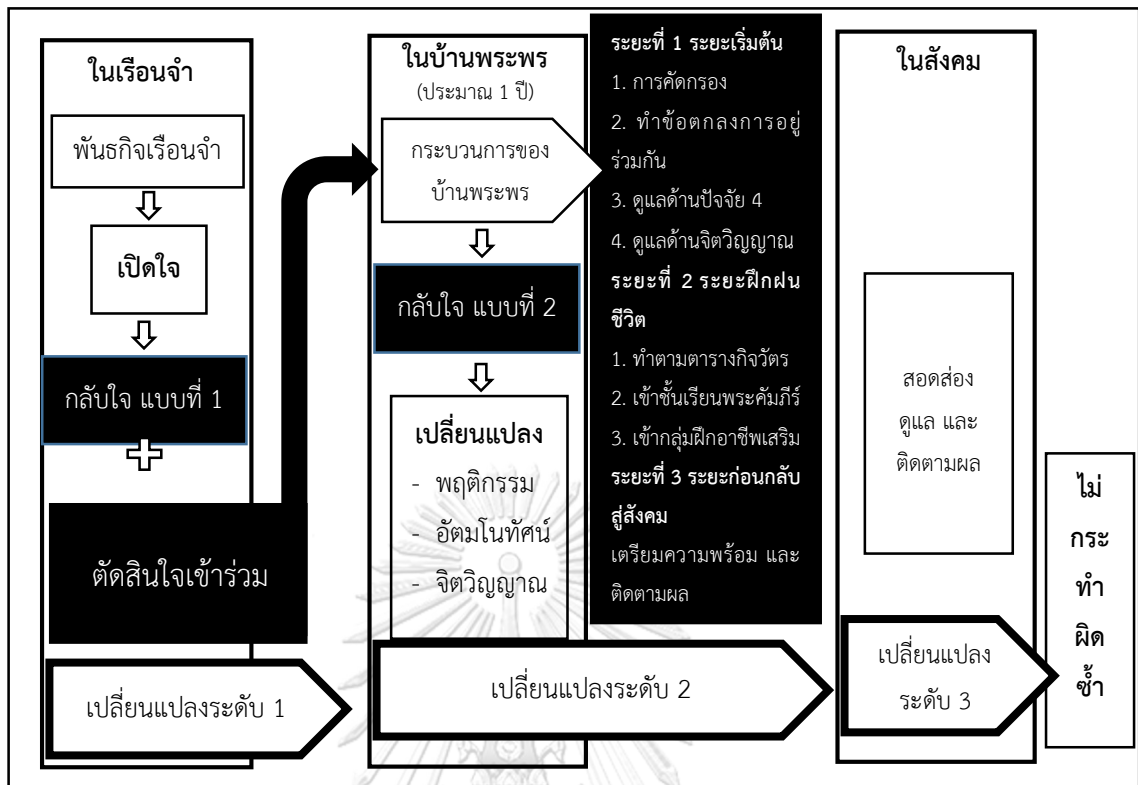 ในเรือนจำ
พันธกิจเรือนจำ
เปิดใจ
กลับใจ แบบที่ 1
ตัดสินใจเข้าร่วม
เปลี่ยนแปลงระดับ 1
ในบ้านพระพร
(ประมาณ 1 ปี)
กระบวนการของ
บ้านพระพร
กลับใจ แบบที่ 2
เปลี่ยนแปลง
- พฤติกรรม
- อัตมโนทัศน์
- จิตวิญญาณ
เปลี่ยนแปลงระดับ 2
ระยะที่ 1 ระยะเริ่มต้น
1. การคัดกรอง
2. ทำข้อตกลงการอยู่
ร่วมกัน
3. ดูแลด้านปัจจัย 4
4. ดูแลด้านจิตวิญญาณ
ระยะที่ 2 ระยะฝึกฝน
ชีวิต
1. ทำตามตารางกิจวัตร
2. เข้าชั้นเรียนพระคัมภีร์
3. เข้ากลุ่มฝึกอาชีพเสริม
ระยะที่ 3 ระยะก่อนกลับ
สู่สังคม
เตรียมความพร้อม และ
ติดตามผล
ในสังคม
สอดส่อง
ดูแล และ
ติดตามผล
เปลี่ยนแปลง
ระดับ 3
ไม่
กระ
ทำ
ผิด
ซ้ำ